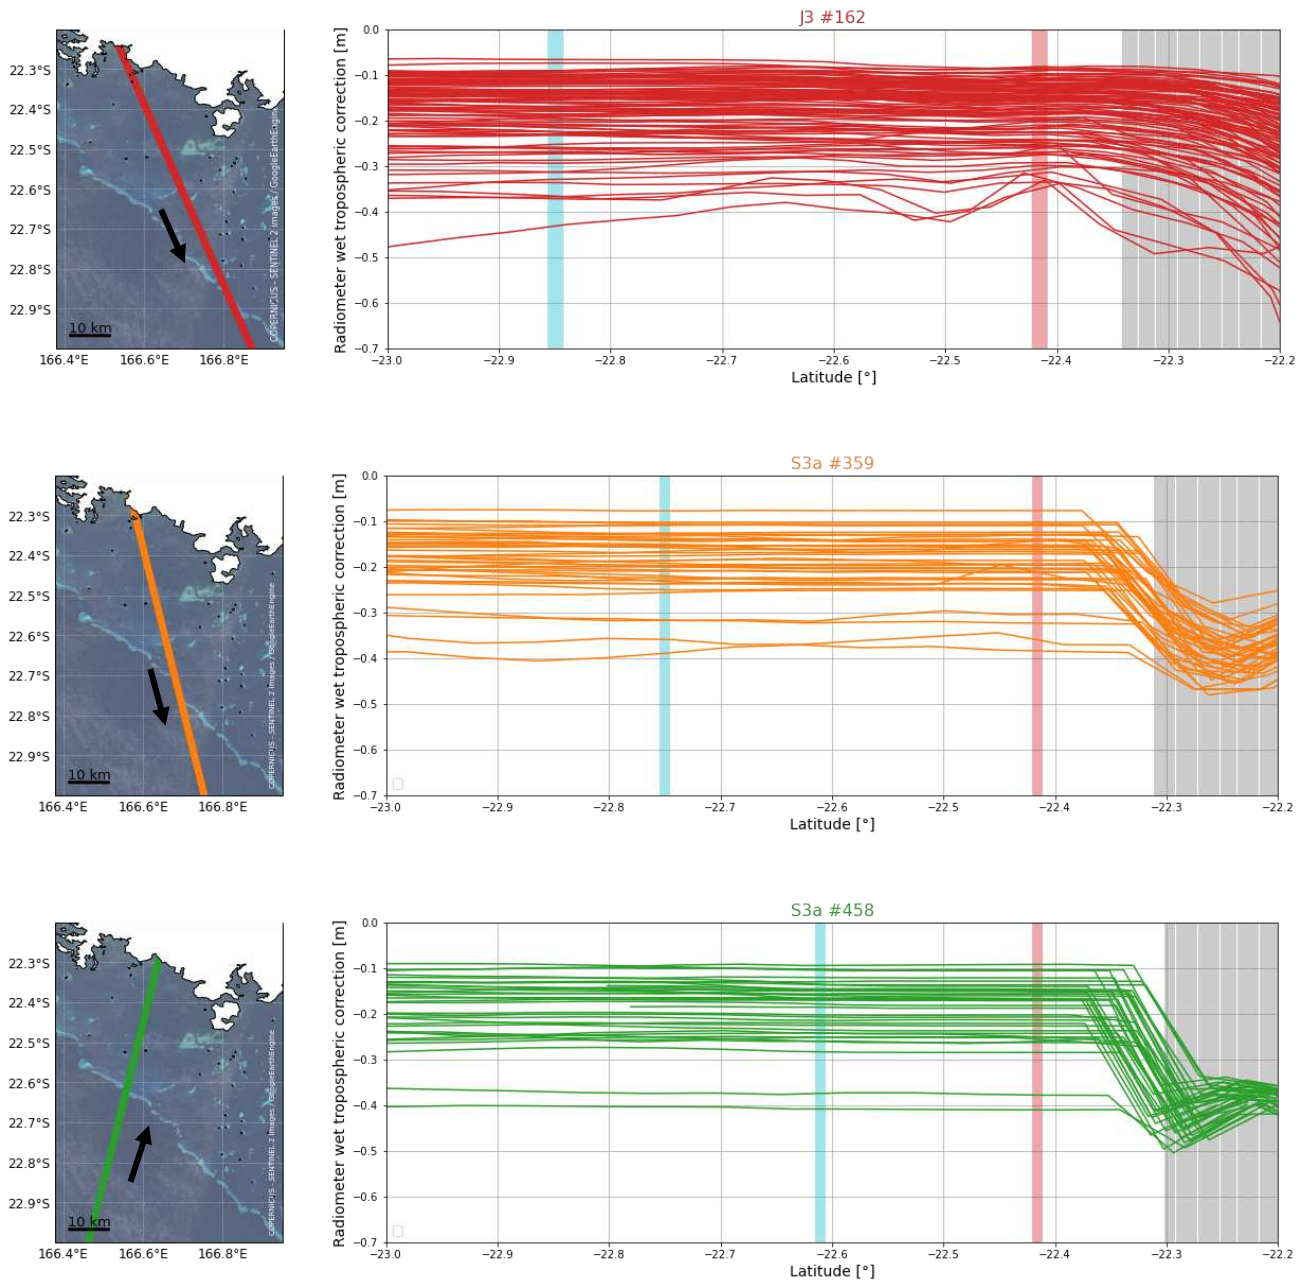 J3 #162
22.3°S
22.4°S
22.5°S
22.6°S
22.7°S
22.8°S
22.9°S
10 km
166.4°E 166.6°E 166.8°E
COPERNICUS - SENTINEL 2 images / GoogleEarthEngine
Radiometer wet tropospheric correction [m]
0.0
−0.1
−0.2
−0.3
−0.4
−0.5
−0.6
−0.7
−23.0 −22.9 −22.8 −22.7 −22.6 −22.5 −22.4 −22.3 −22.2
Latitude [°]
S3a #359
22.3°S
22.4°S
22.5°S
22.6°S
22.7°S
22.8°S
22.9°S
10 km
166.4°E 166.6°E 166.8°E
COPERNICUS - SENTINEL 2 images / GoogleEarthEngine
Radiometer wet tropospheric correction [m]
0.0
−0.1
−0.2
−0.3
−0.4
−0.5
−0.6
−0.7
−23.0 −22.9 −22.8 −22.7 −22.6 −22.5 −22.4 −22.3 −22.2
Latitude [°]
S3a #458
22.3°S
22.4°S
22.5°S
22.6°S
22.7°S
22.8°S
22.9°S
10 km
166.4°E 166.6°E 166.8°E
COPERNICUS - SENTINEL 2 images / GoogleEarthEngine
Radiometer wet tropospheric correction [m]
0.0
−0.1
−0.2
−0.3
−0.4
−0.5
−0.6
−0.7
−23.0 −22.9 −22.8 −22.7 −22.6 −22.5 −22.4 −22.3 −22.2
Latitude [°]